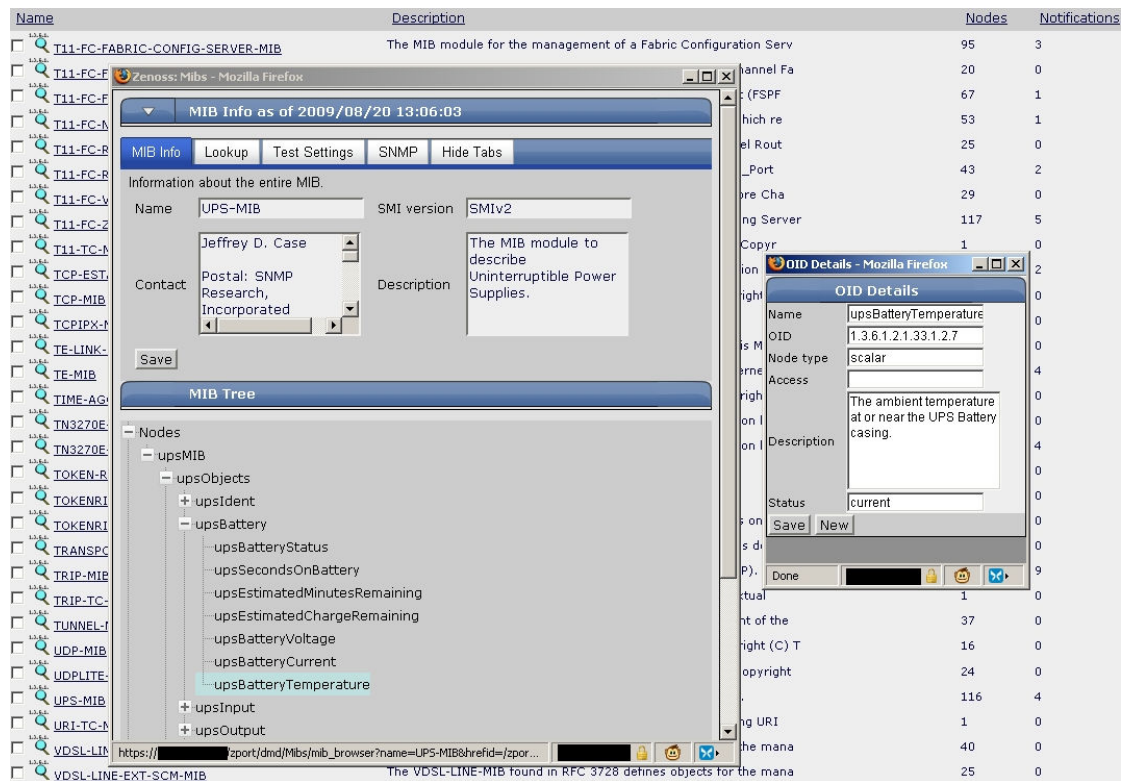 Name Description Nodes Notifications
T11-FC-FABRIC-CONFIG-SERVER-MIB The MIB module for the management of a Fabric Configuration Serv 95 3
T11-FC-F hannel Fa 20 0
T11-FC-F (FSPF 67 1
T11-FC-N hich re 53 1
T11-FC-R el Rout 25 0
T11-FC-R _Port 43 2
T11-FC-V re Cha 29 0
T11-FC-Z ng Server 117 5
T11-TC-M Copyr 1 0
TCP-EST ion 2
TCP-MIB righ 0
TCPIPX-M 0
TE-LINK- is M 0
TE-MIB erne 4
TIME-AG righ 0
TN3270E- on 0
TN3270E- on 4
TOKEN-R 0
TOKENRI 0
TOKENRI s on 0
TRANSPO s d 0
TRIP-MIB P). 9
TRIP-TC- xtual 1 0
TUNNEL- nt of the 37 0
UDP-MIB right (C) T 16 0
UDPLITE- opyright 24 0
UPS-MIB . 116 4
URI-TC-M ng URI 1 0
VDSL-LIN the mana 40 0
VDSL-LINE-EXT-SCM-MIB The VDSL-LINE-MIB found in RFC 3728 defines objects for the mana 25 0
Zenoss: Mibs - Mozilla Firefox
MIB Info as of 2009/08/20 13:06:03
MIB Info Lookup Test Settings SNMP Hide Tabs
Information about the entire MIB.
Name UPS-MIB SMI version SMIv2
Contact
Jeffrey D. Case
Postal: SNMP
Research,
Incorporated
Description
The MIB module to
describe
Uninterruptible Power
Supplies.
Save
MIB Tree
Nodes
upsMIB
upsObjects
upsIdent
upsBattery
upsBatteryStatus
upsSecondsOnBattery
upsEstimatedMinutesRemaining
upsEstimatedChargeRemaining
upsBatteryVoltage
upsBatteryCurrent
upsBatteryTemperature
upsInput
upsOutput
https:// /zport/dmd/Mibs/mib_browser?name=UPS-MIB&hrefid=/zpor...
OID Details - Mozilla Firefox
OID Details
Name upsBatteryTemperature
OID 1.3.6.1.2.1.33.1.2.7
Node type scalar
Access
Description
The ambient temperature
at or near the UPS Battery
casing.
Status current
Save New
Done